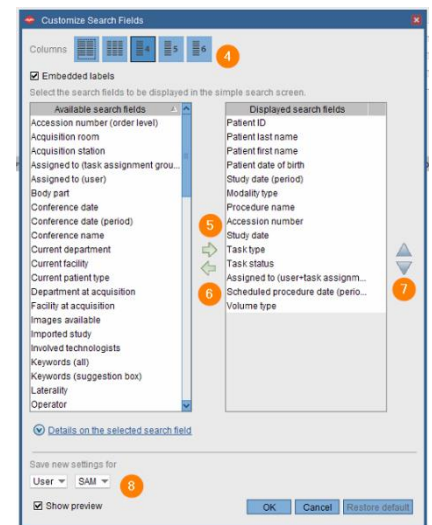 Customize Search Fields
Columns 4 5 6 4
Embedded labels
Select the search fields to be displayed in the simple search screen.
Available search fields
Accession number (order level)
Acquisition room
Acquisition station
Assigned to (task assignment grou...
Assigned to (user)
Body part
Conference date
Conference date (period)
Conference name
Current department
Current facility
Current patient type
Department at acquisition
Facility at acquisition
Images available
Imported study
Involved technologists
Keywords (all)
Keywords (suggestion box)
Laterality
Operator
5
6
Displayed search fields
Patient ID
Patient last name
Patient first name
Patient date of birth
Study date (period)
Modality type
Procedure name
Accession number
Study date
Task type
Task status
Assigned to (user+task assignm...
Scheduled procedure date (perio...
Volume type
7
Details on the selected search field
Save new settings for
User SAM 8
Show preview
OK Cancel Restore default